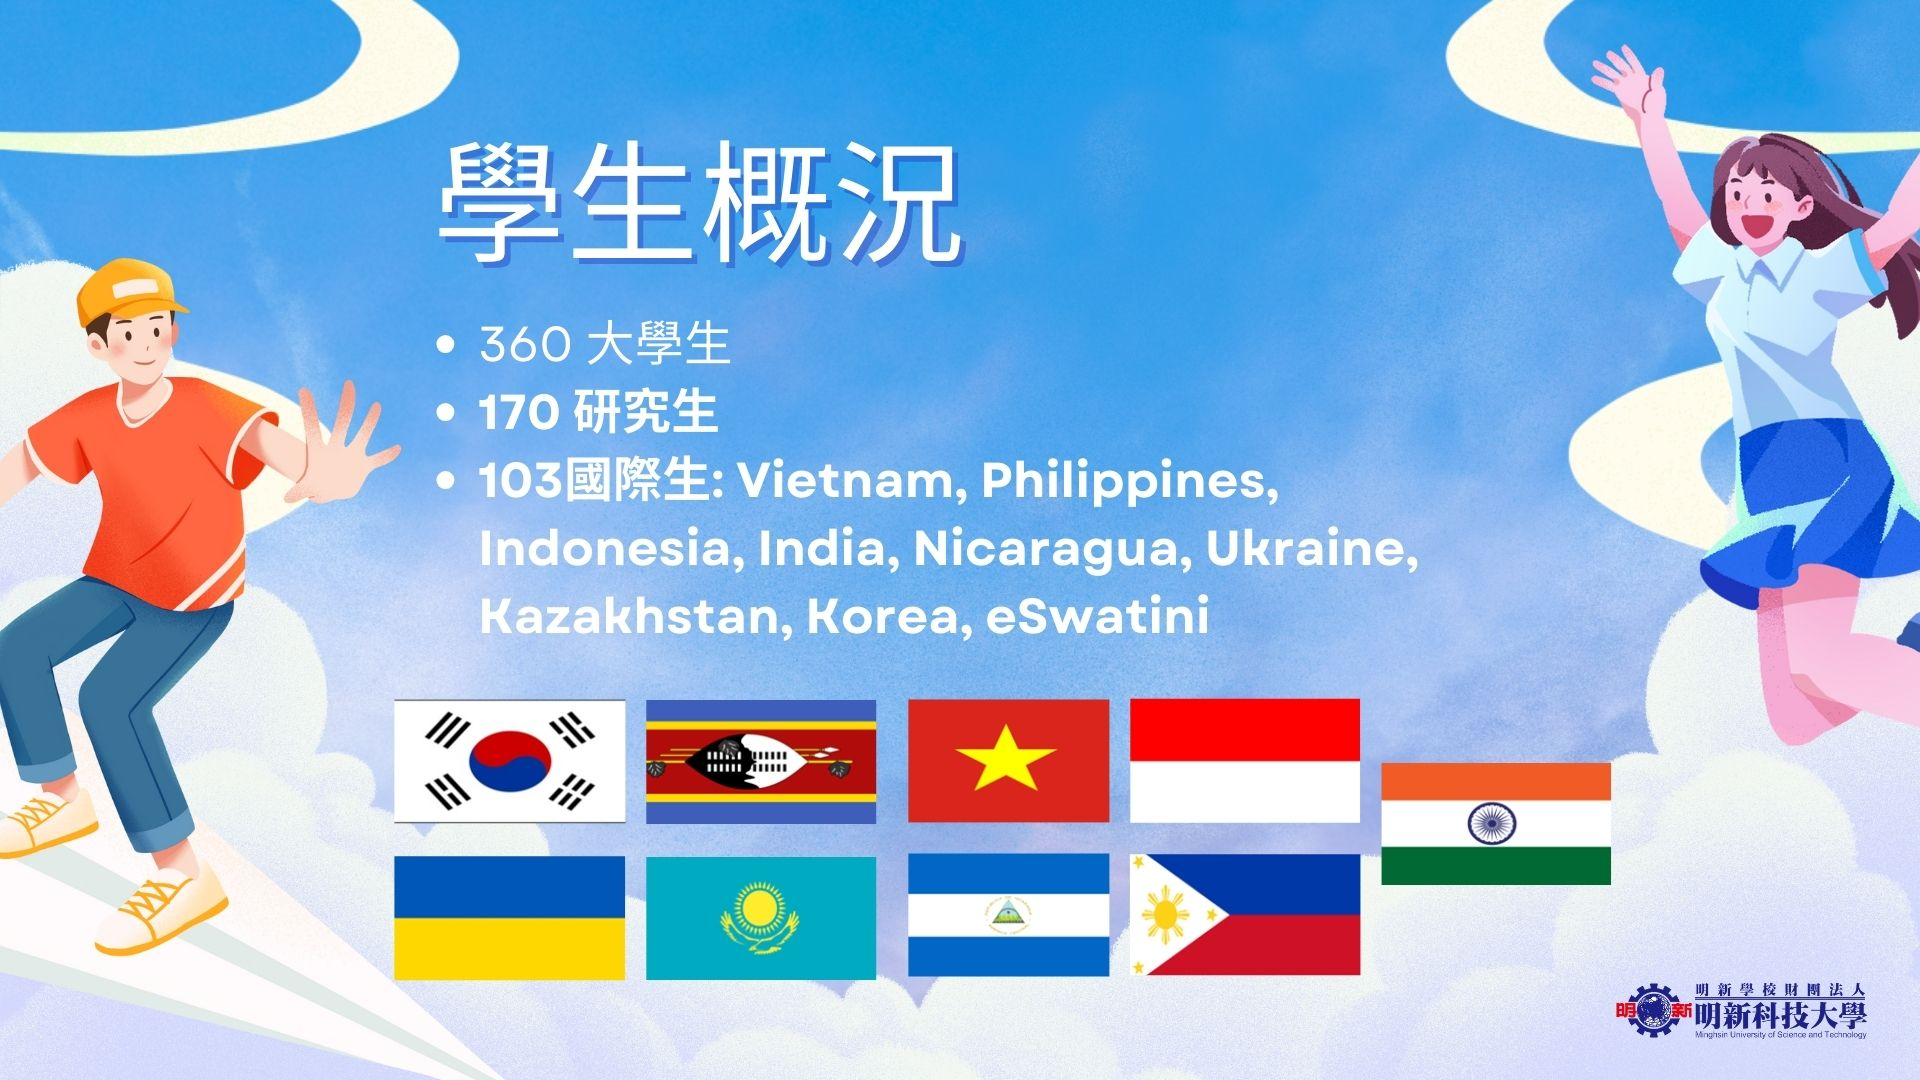 學生概況
360 大學生
170 研究生
103國際生: Vietnam, Philippines,
Indonesia, India, Nicaragua, Ukraine,
Kazakhstan, Korea, eSwatini
明新學校財團法人
明新
明新科技大學
Minghsin University of Science and Technology